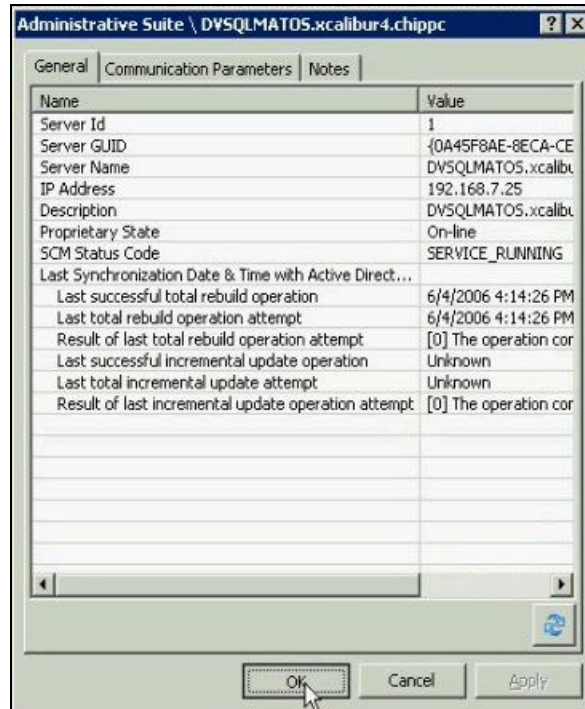 Administrative Suite \ DVSQLMATOS.xcalibur4.chippc
General Communication Parameters Notes
Name Value
Server Id 1
Server GUID {0A45F8AE-8ECA-CE
Server Name DVSQLMATOS.xcalibu
IP Address 192.168.7.25
Description DVSQLMATOS.xcalibu
Proprietary State On-line
SCM Status Code SERVICE_RUNNING
Last Synchronization Date & Time with Active Direct...
Last successful total rebuild operation 6/4/2006 4:14:26 PM
Last total rebuild operation attempt 6/4/2006 4:14:26 PM
Result of last total rebuild operation attempt [0] The operation con
Last successful incremental update operation Unknown
Last total incremental update attempt Unknown
Result of last incremental update operation attempt [0] The operation con
OK Cancel Apply